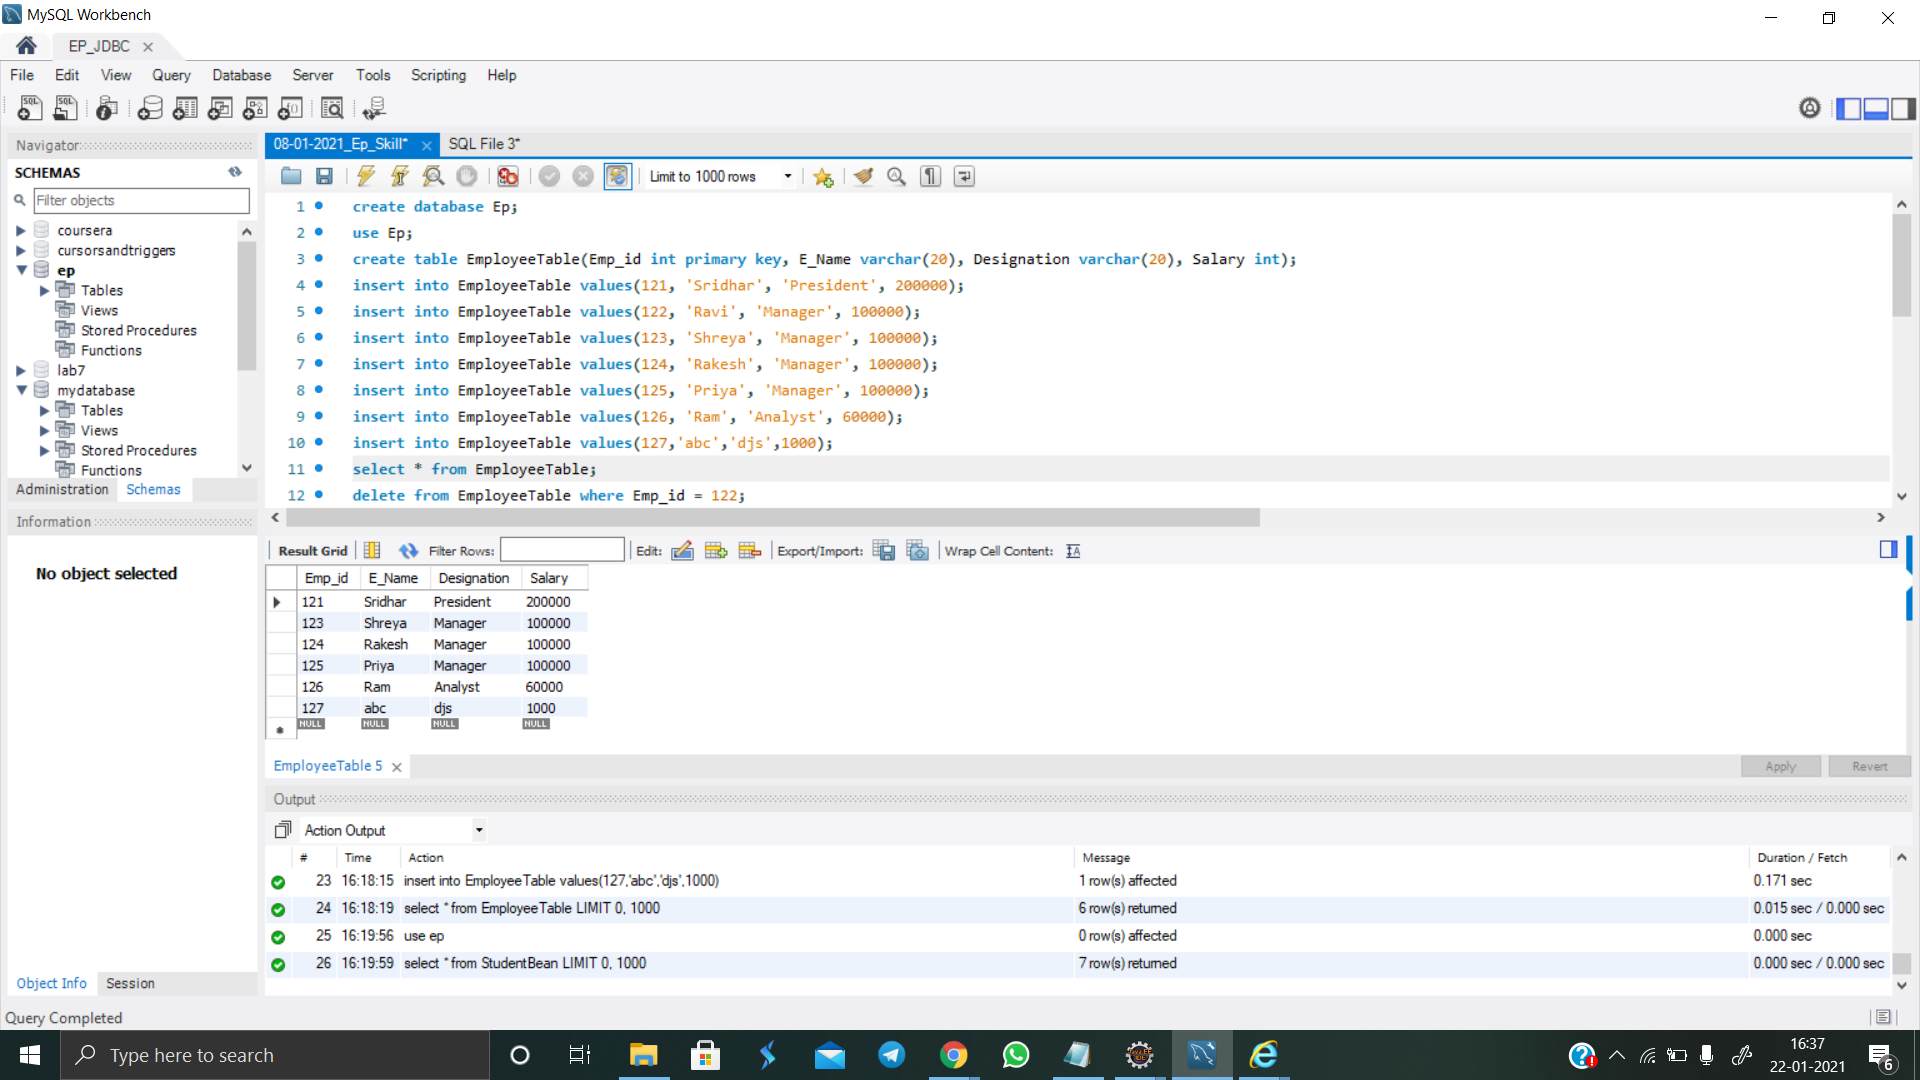 MySQL Workbench
EP_JDBC
File Edit View Query Database Server Tools Scripting Help
Navigator
SCHEMAS
Filter objects
coursera
cursorsandtriggers
ep
Tables
Views
Stored Procedures
Functions
lab7
mydatabase
Tables
Views
Stored Procedures
Functions
Administration Schemas
Information
No object selected
Object Info Session
Query Completed
08-01-2021_Ep_Skill* SQL File 3*
Limit to 1000 rows
1 create database Ep;
2 use Ep;
3 create table EmployeeTable(Emp_id int primary key, E_Name varchar(20), Designation varchar(20), Salary int);
4 insert into EmployeeTable values(121, 'Sridhar', 'President', 200000);
5 insert into EmployeeTable values(122, 'Ravi', 'Manager', 100000);
6 insert into EmployeeTable values(123, 'Shreya', 'Manager', 100000);
7 insert into EmployeeTable values(124, 'Rakesh', 'Manager', 100000);
8 insert into EmployeeTable values(125, 'Priya', 'Manager', 100000);
9 insert into EmployeeTable values(126, 'Ram', 'Analyst', 60000);
10 insert into EmployeeTable values(127,'abc','djs',1000);
11 select * from EmployeeTable;
12 delete from EmployeeTable where Emp_id = 122;
Result Grid Filter Rows: Edit: Export/Import: Wrap Cell Content:
Emp_id E_Name Designation Salary
121 Sridhar President 200000
123 Shreya Manager 100000
124 Rakesh Manager 100000
125 Priya Manager 100000
126 Ram Analyst 60000
127 abc djs 1000
NULL NULL NULL NULL
EmployeeTable 5
Apply Revert
Output
Action Output
# Time Action Message Duration / Fetch
23 16:18:15 insert into EmployeeTable values(127,'abc','djs',1000) 1 row(s) affected 0.171 sec
24 16:18:19 select * from EmployeeTable LIMIT 0, 1000 6 row(s) returned 0.015 sec / 0.000 sec
25 16:19:56 use ep 0 row(s) affected 0.000 sec
26 16:19:59 select * from StudentBean LIMIT 0, 1000 7 row(s) returned 0.000 sec / 0.000 sec
Type here to search
16:37
22-01-2021
6